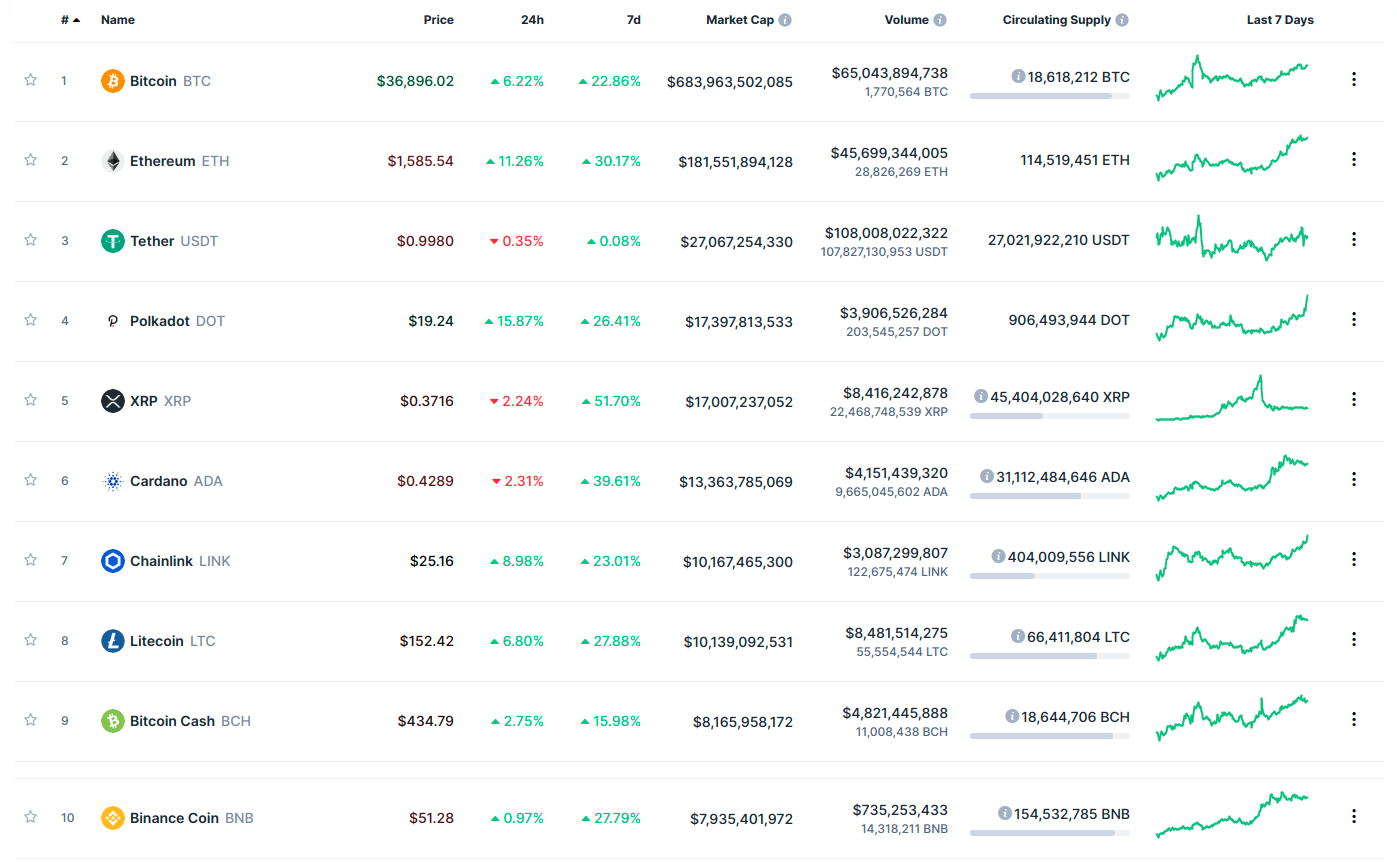 # Name Price 24h 7d Market Cap Volume Circulating Supply Last 7 Days
1 Bitcoin BTC $36,896.02 6.22% 22.86% $683,963,502,085 $65,043,894,738 18,618,212 BTC
1,770,564 BTC
2 Ethereum ETH $1,585.54 11.26% 30.17% $181,551,894,128 $45,699,344,005 114,519,451 ETH
28,826,269 ETH
3 Tether USDT $0.9980 0.35% 0.08% $27,067,254,330 $108,008,022,322 27,021,922,210 USDT
107,827,130,953 USDT
4 Polkadot DOT $19.24 15.87% 26.41% $17,397,813,533 $3,906,526,284 906,493,944 DOT
203,545,257 DOT
5 XRP XRP $0.3716 2.24% 51.70% $17,007,237,052 $8,416,242,878 45,404,028,640 XRP
22,468,748,539 XRP
6 Cardano ADA $0.4289 2.31% 39.61% $13,363,785,069 $4,151,439,320 31,112,484,646 ADA
9,665,045,602 ADA
7 Chainlink LINK $25.16 8.98% 23.01% $10,167,465,300 $3,087,299,807 404,009,556 LINK
122,675,474 LINK
8 Litecoin LTC $152.42 6.80% 27.88% $10,139,092,531 $8,481,514,275 66,411,804 LTC
55,554,544 LTC
9 Bitcoin Cash BCH $434.79 2.75% 15.98% $8,165,958,172 $4,821,445,888 18,644,706 BCH
11,008,438 BCH
10 Binance Coin BNB $51.28 0.97% 27.79% $7,935,401,972 $735,253,433 154,532,785 BNB
14,318,211 BNB